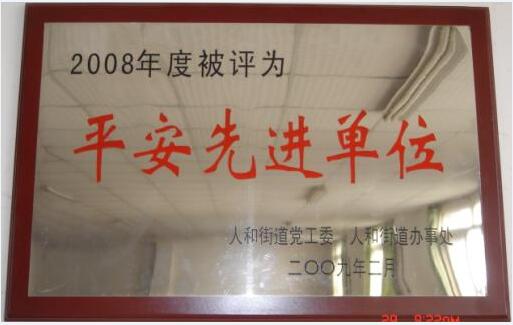 2008年度被评为
平安先进单位
人和街道党工委 人和街道办事处
二〇〇九年二月